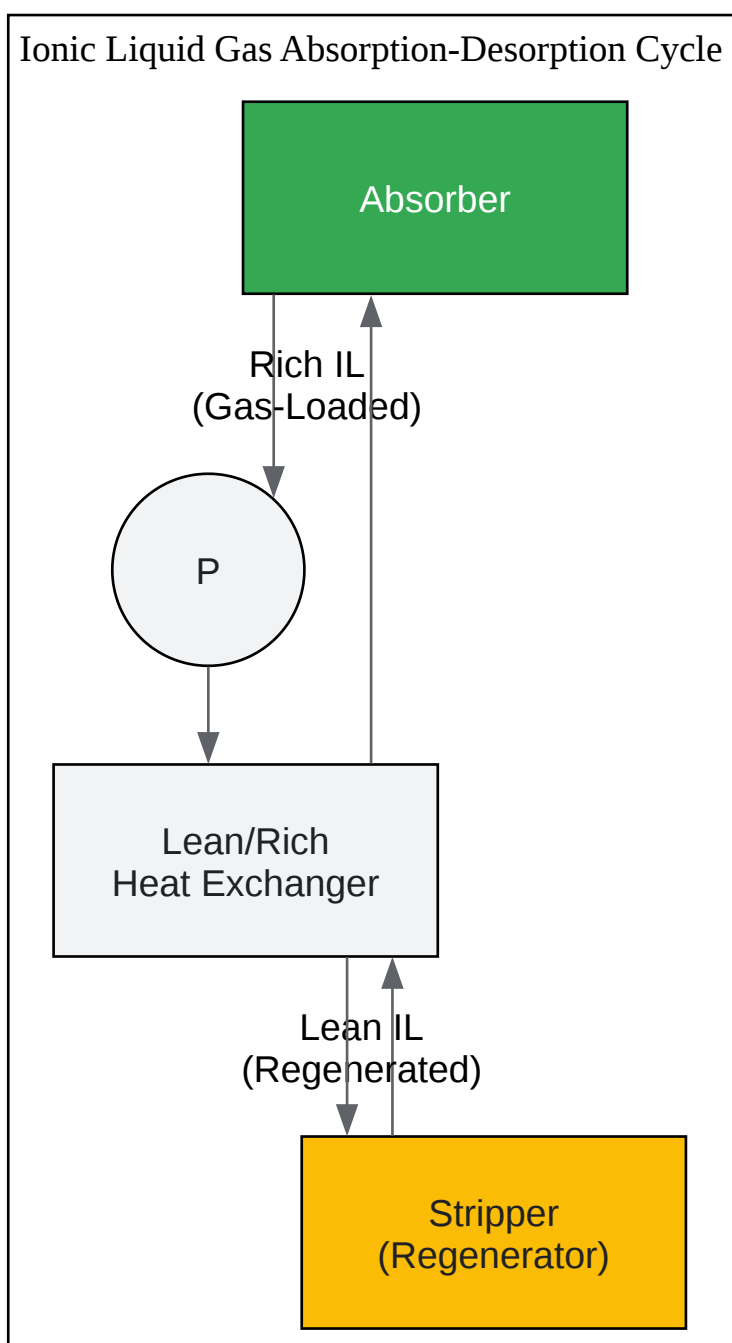 Ionic Liquid Gas Absorption-Desorption Cycle
Absorber
Rich IL
(Gas-Loaded)
P
Lean/Rich
Heat Exchanger
Lean IL
(Regenerated)
Stripper
(Regenerator)